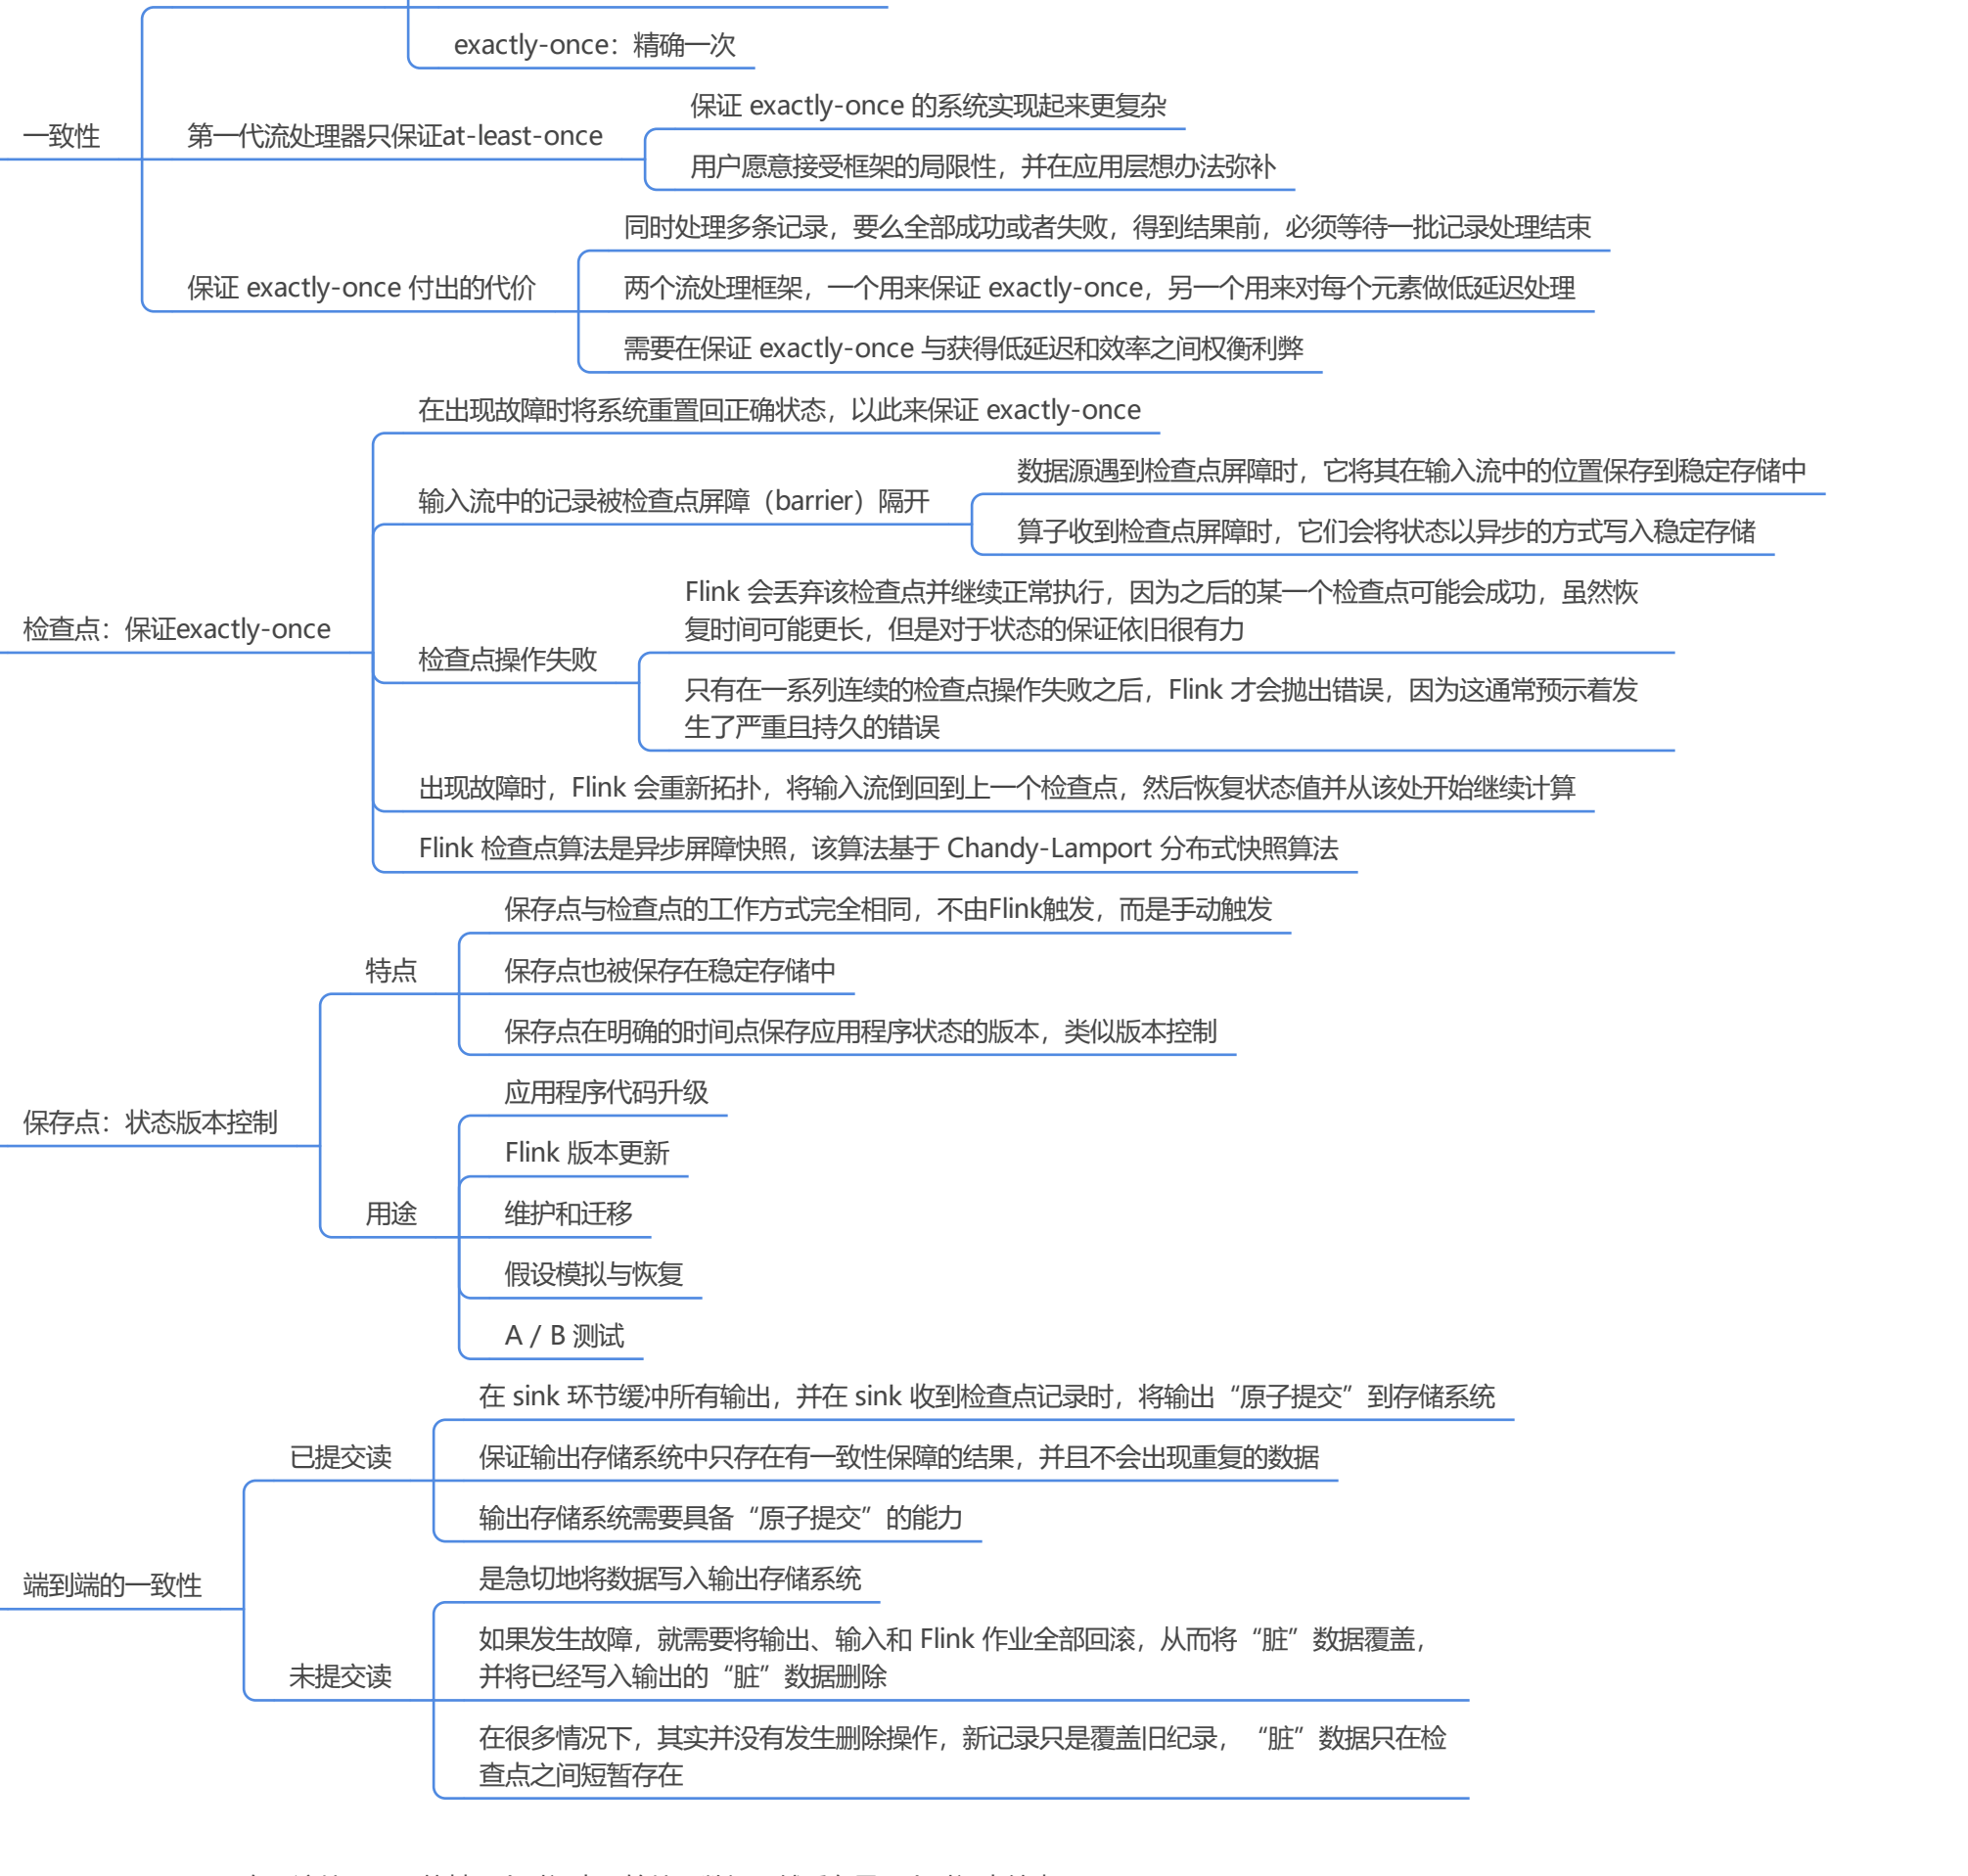 exactly-once：精确一次
一致性
第一代流处理器只保证at-least-once
保证 exactly-once 的系统实现起来更复杂
用户愿意接受框架的局限性，并在应用层想办法弥补
保证 exactly-once 付出的代价
同时处理多条记录，要么全部成功或者失败，得到结果前，必须等待一批记录处理结束
两个流处理框架，一个用来保证 exactly-once，另一个用来对每个元素做低延迟处理
需要在保证 exactly-once 与获得低延迟和效率之间权衡利弊
检查点：保证exactly-once
在出现故障时将系统重置回正确状态，以此来保证 exactly-once
输入流中的记录被检查点屏障（barrier）隔开
数据源遇到检查点屏障时，它将其在输入流中的位置保存到稳定存储中
算子收到检查点屏障时，它们会将状态以异步的方式写入稳定存储
检查点操作失败
Flink 会丢弃该检查点并继续正常执行，因为之后的某一个检查点可能会成功，虽然恢
复时间可能更长，但是对于状态的保证依旧很有力
只有在一系列连续的检查点操作失败之后，Flink 才会抛出错误，因为这通常预示着发
生了严重且持久的错误
出现故障时，Flink 会重新拓扑，将输入流倒回到上一个检查点，然后恢复状态值并从该处开始继续计算
Flink 检查点算法是异步屏障快照，该算法基于 Chandy-Lamport 分布式快照算法
保存点：状态版本控制
特点
保存点与检查点的工作方式完全相同，不由Flink触发，而是手动触发
保存点也被保存在稳定存储中
保存点在明确的时间点保存应用程序状态的版本，类似版本控制
用途
应用程序代码升级
Flink 版本更新
维护和迁移
假设模拟与恢复
A / B 测试
端到端的一致性
已提交读
在 sink 环节缓冲所有输出，并在 sink 收到检查点记录时，将输出“原子提交”到存储系统
保证输出存储系统中只存在有一致性保障的结果，并且不会出现重复的数据
输出存储系统需要具备“原子提交”的能力
未提交读
是急切地将数据写入输出存储系统
如果发生故障，就需要将输出、输入和 Flink 作业全部回滚，从而将“脏”数据覆盖，
并将已经写入输出的“脏”数据删除
在很多情况下，其实并没有发生删除操作，新记录只是覆盖旧纪录，“脏”数据只在检
查点之间短暂存在